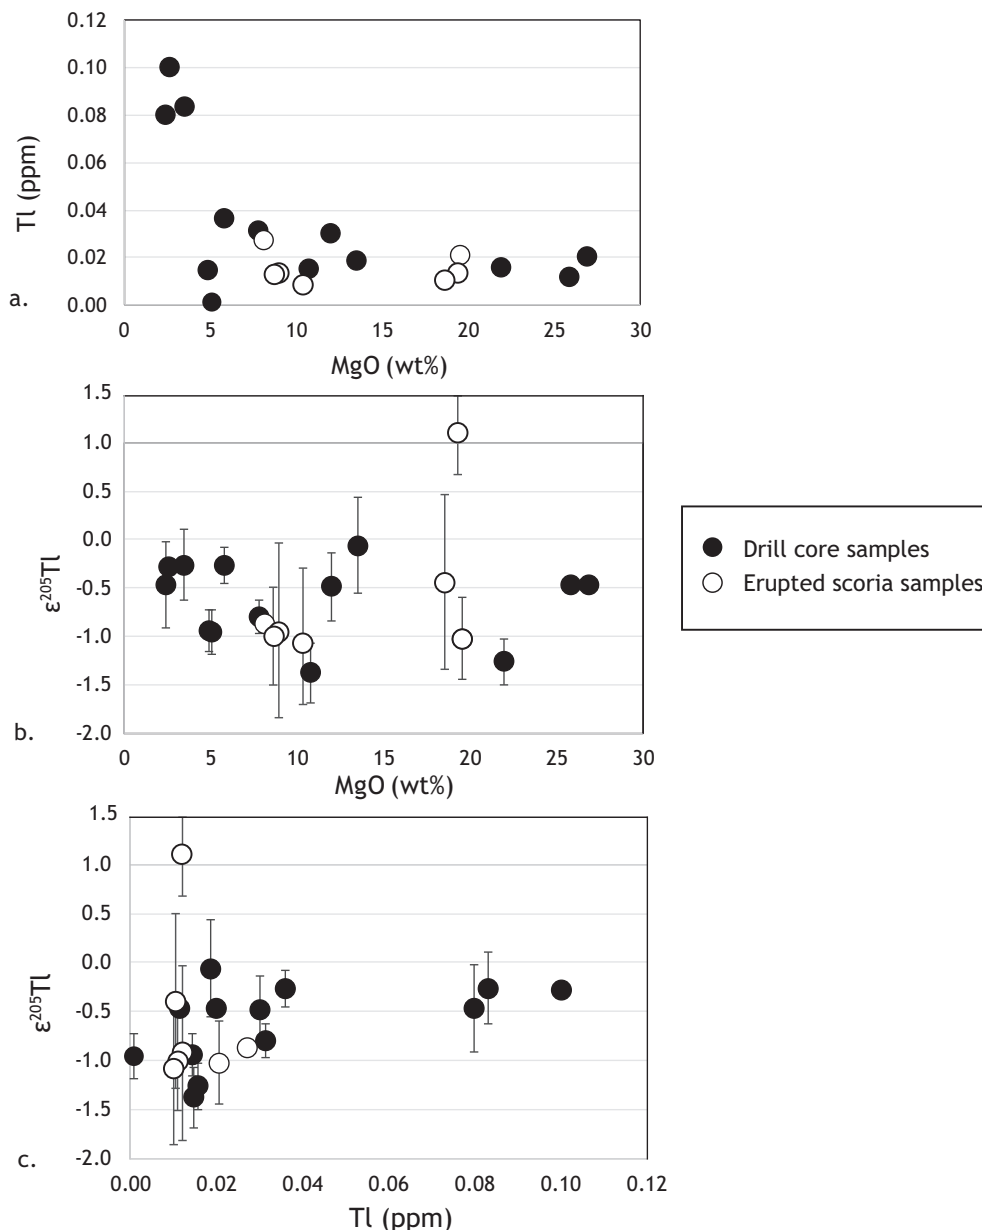 0.12
0.10
0.08
0.06
0.04
0.02
0.00
Tl (ppm)
a.
0 5 10 15 20 25 30
MgO (wt%)
1.5
1.0
0.5
0.0
-0.5
-1.0
-1.5
-2.0
ε²⁰⁵Tl
b.
0 5 10 15 20 25 30
MgO (wt%)
Drill core samples
Erupted scoria samples
1.5
1.0
0.5
0.0
-0.5
-1.0
-1.5
-2.0
ε²⁰⁵Tl
c.
0.00 0.02 0.04 0.06 0.08 0.10 0.12
Tl (ppm)